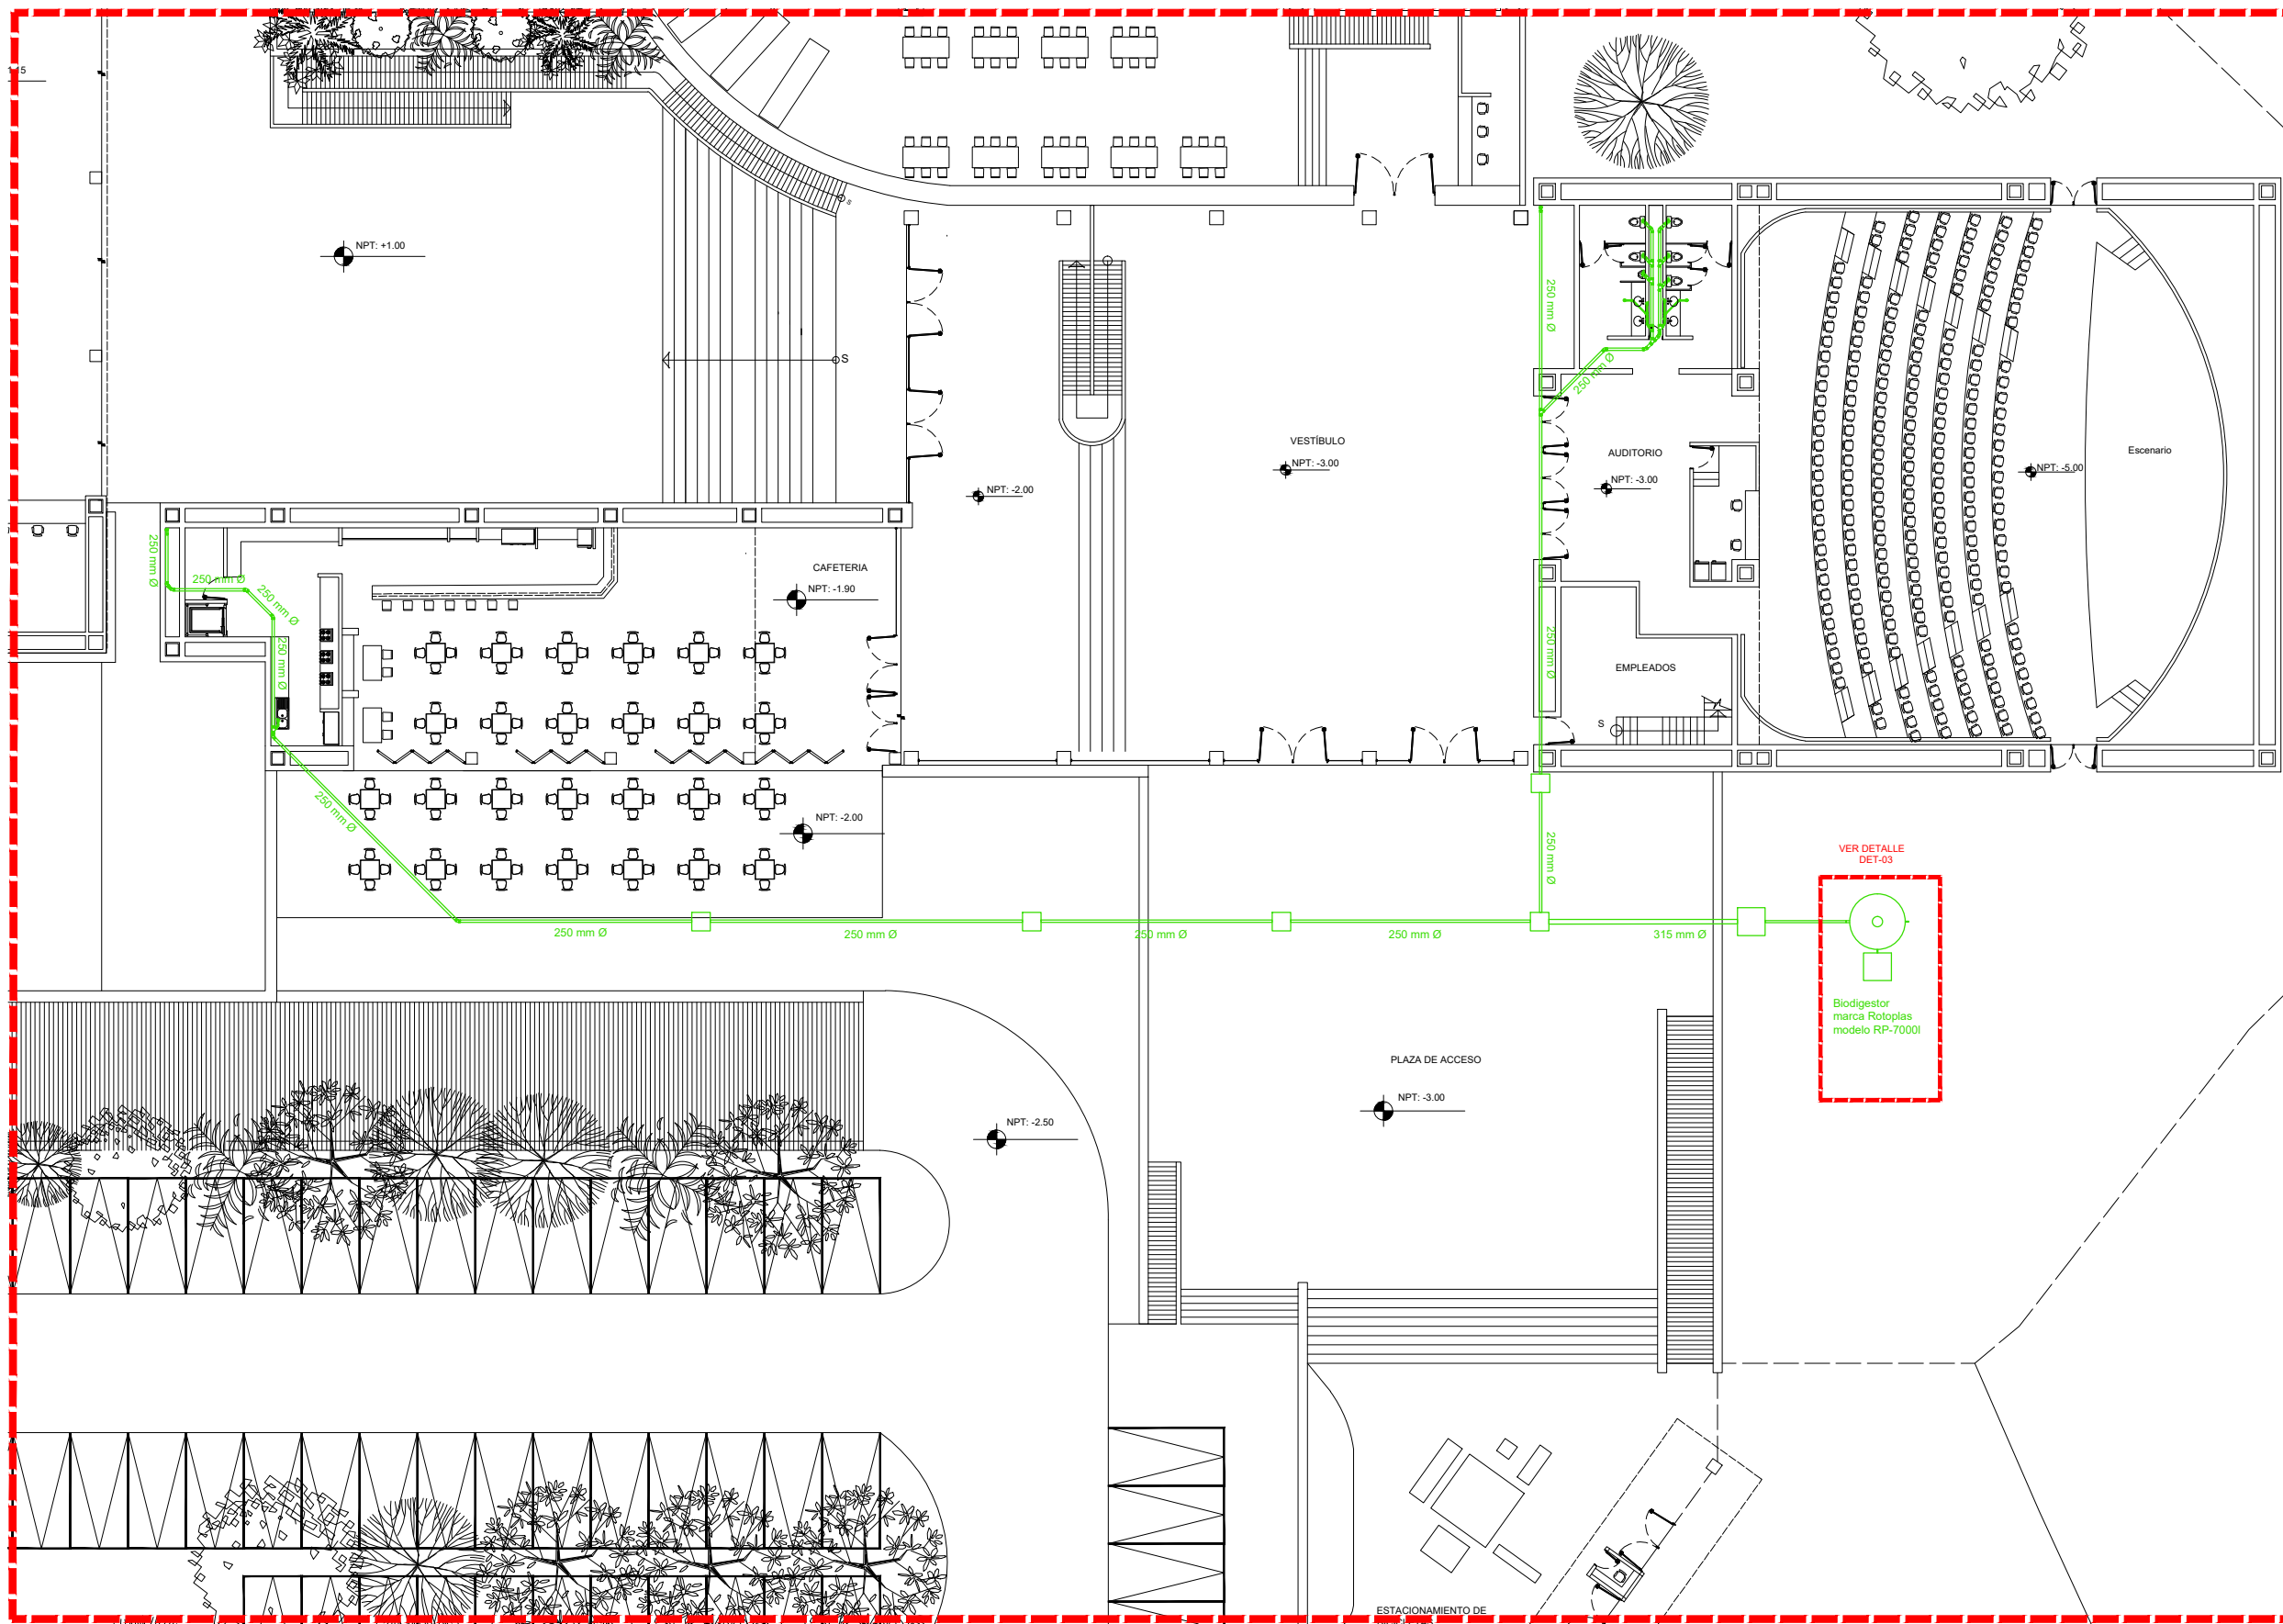 NPT: +1.00
S
S
250 mm Ø
250 mm Ø
VESTÍBULO
NPT: -3.00
NPT: -2.00
AUDITORIO
NPT: -3.00
NPT: -5.00
Escenario
250 mm Ø
250 mm Ø
250 mm Ø
250 mm Ø
CAFETERIA
NPT: -1.90
250 mm Ø
EMPLEADOS
S
250 mm Ø
NPT: -2.00
250 mm Ø
VER DETALLE
DET-03
250 mm Ø
250 mm Ø
250 mm Ø
250 mm Ø
315 mm Ø
Biodigestor
marca Rotoplas
modelo RP-7000l
PLAZA DE ACCESO
NPT: -3.00
NPT: -2.50
ESTACIONAMIENTO DE